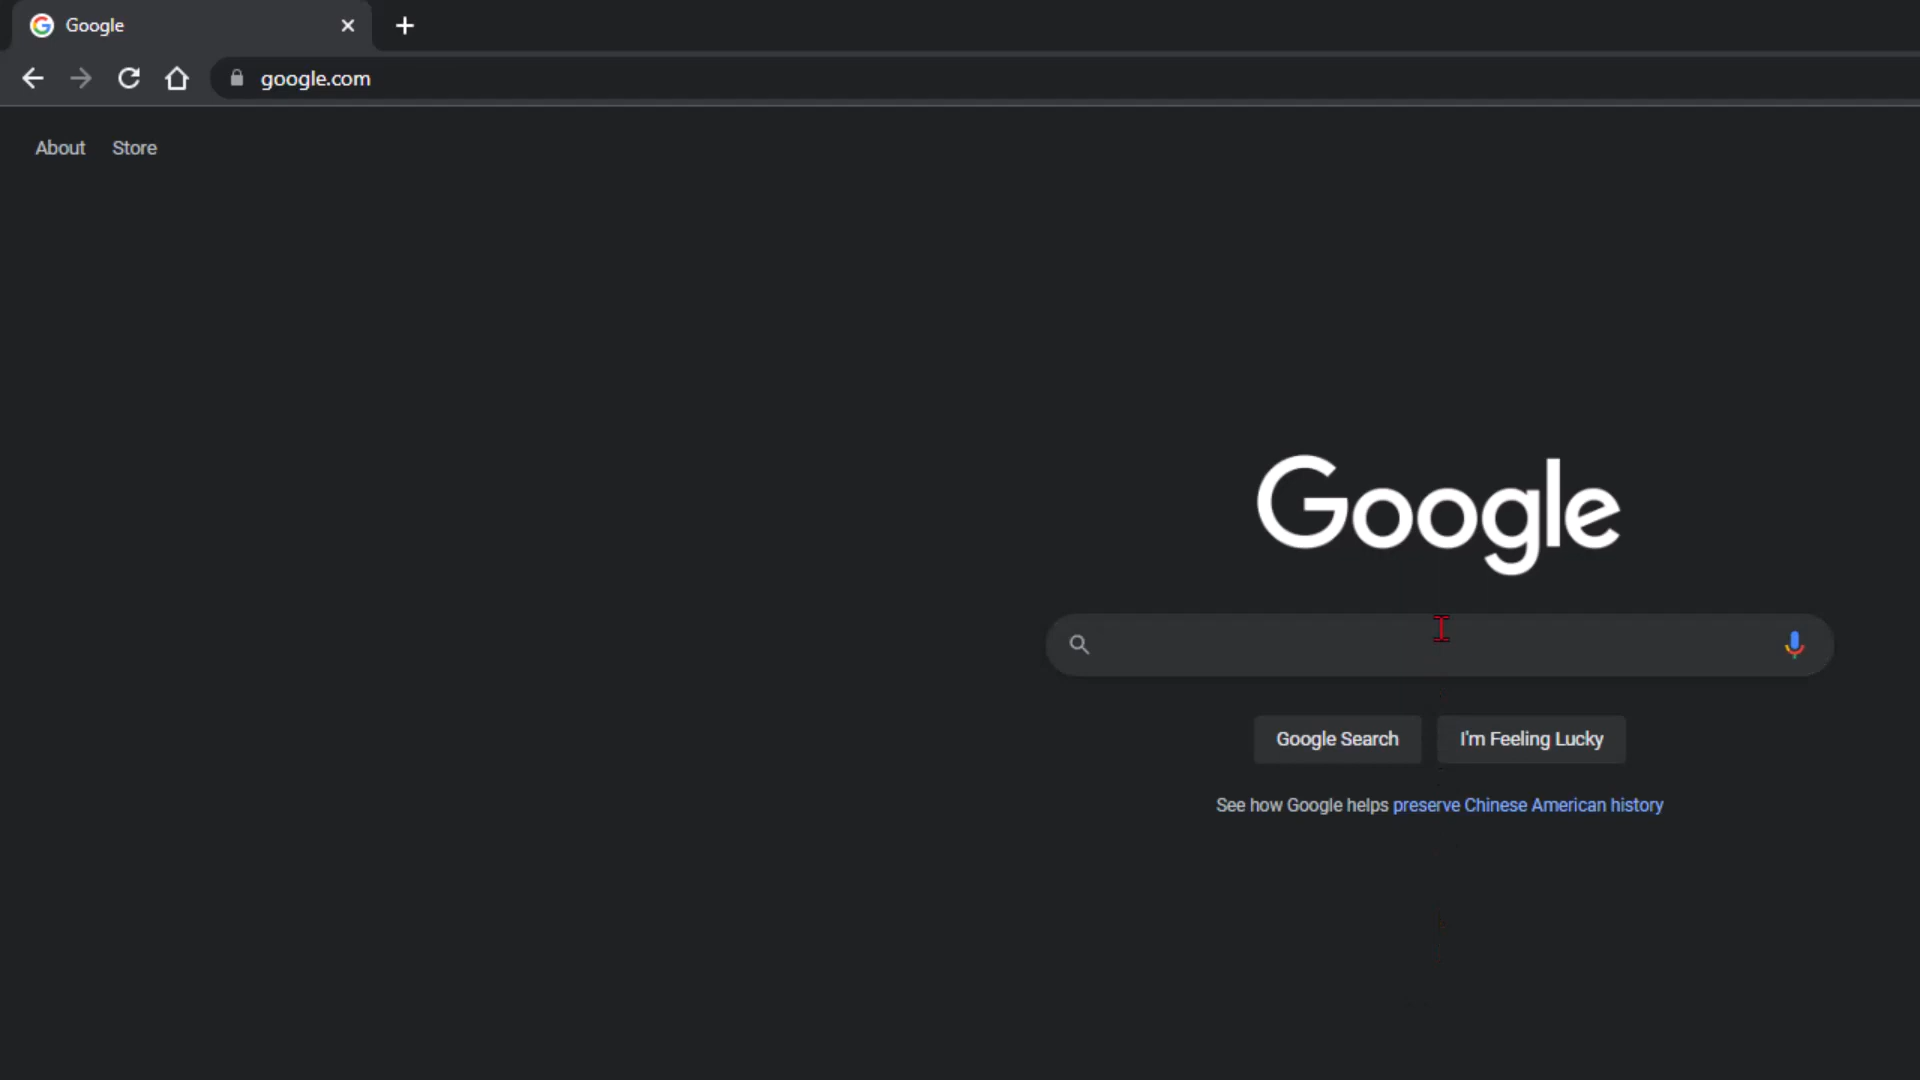 Google
google.com
About Store
Google
Google Search I'm Feeling Lucky
See how Google helps preserve Chinese American history